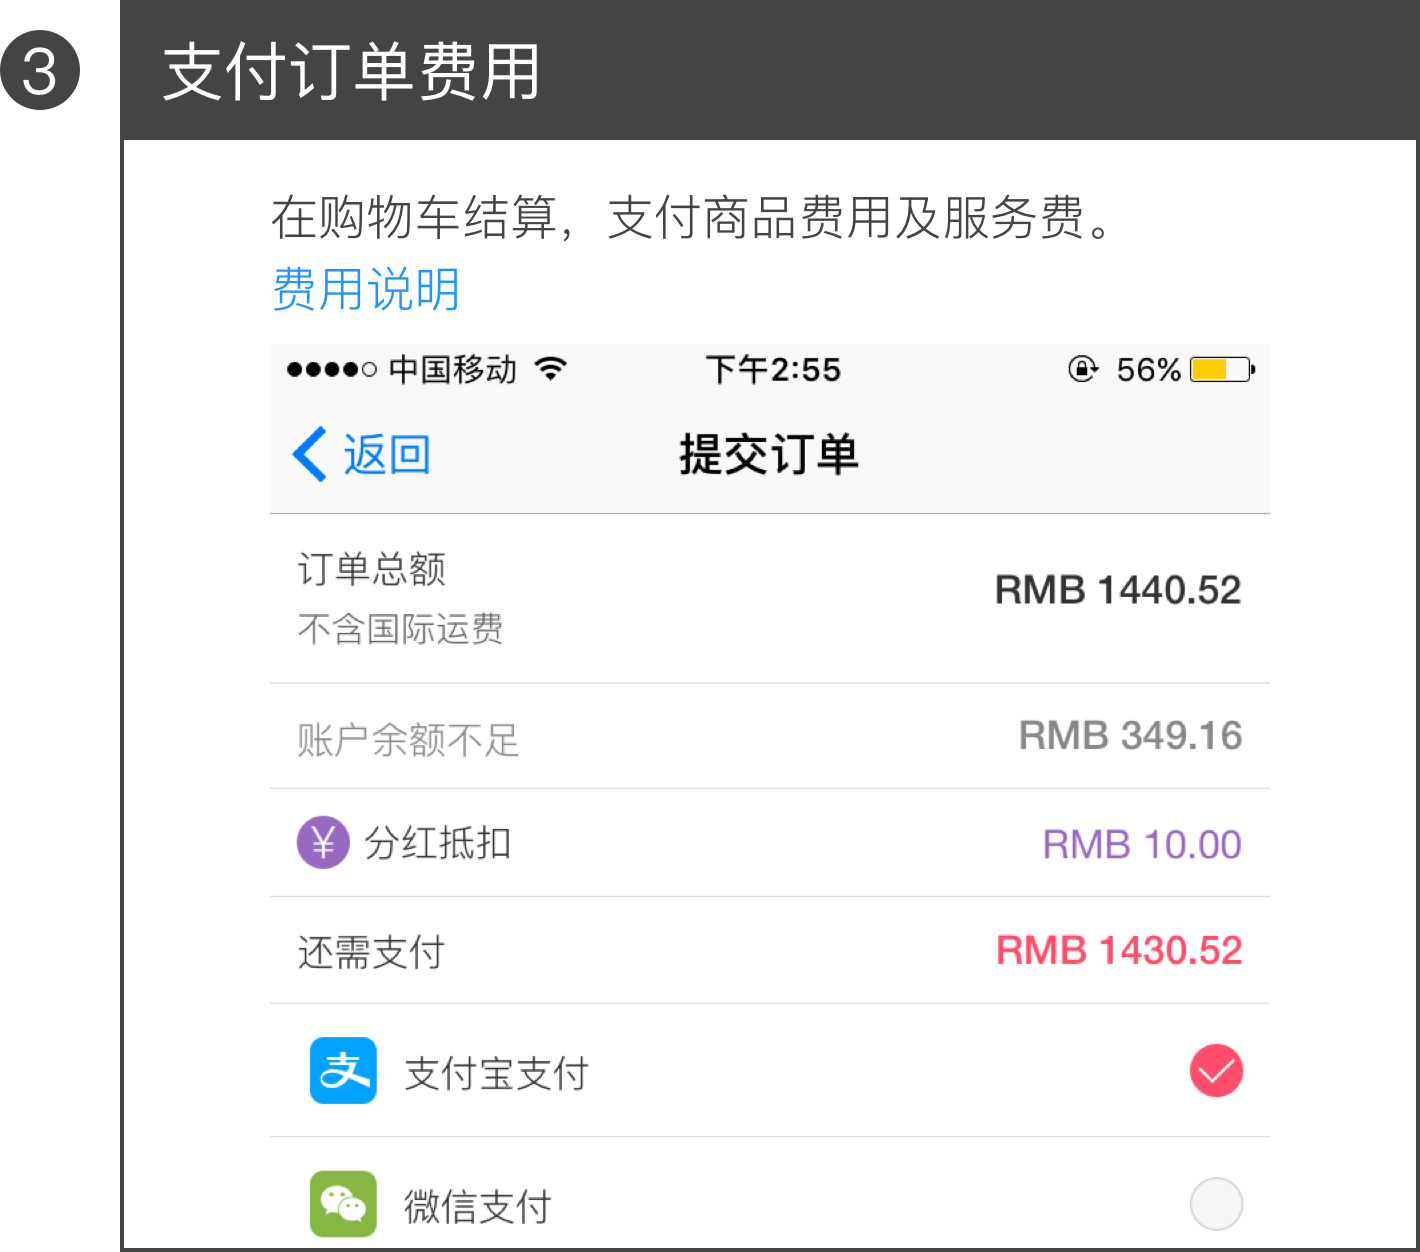 3
支付订单费用
在购物车结算，支付商品费用及服务费。
费用说明
中国移动 下午2:55 56%
返回 提交订单
订单总额 RMB 1440.52
不含国际运费
账户余额不足 RMB 349.16
¥ 分红抵扣 RMB 10.00
还需支付 RMB 1430.52
支 支付宝支付
微信支付